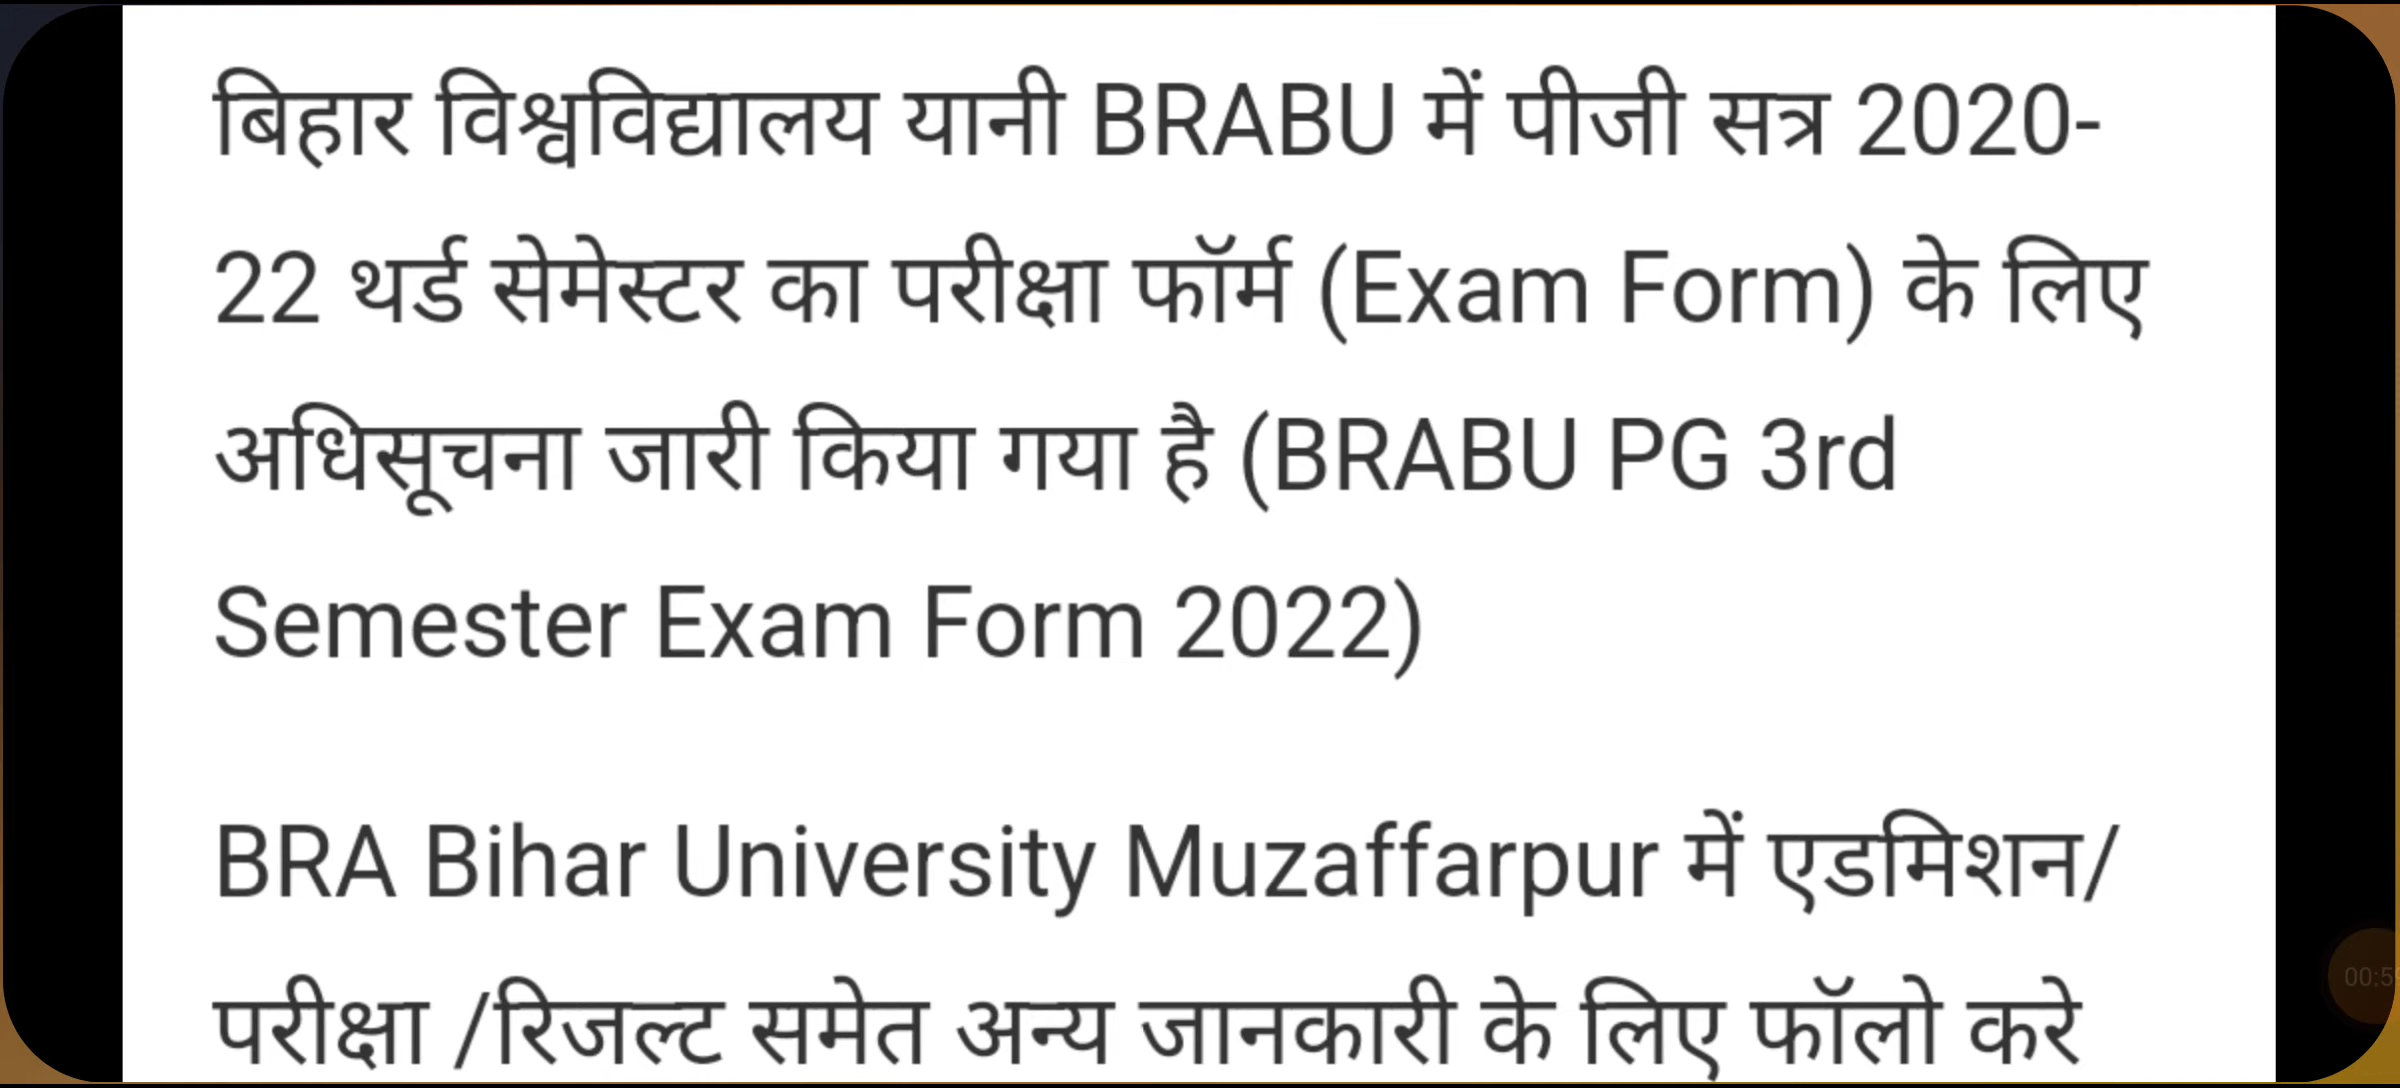 बिहार विश्वविद्यालय यानी BRABU में पीजी सत्र 2020-
22 थर्ड सेमेस्टर का परीक्षा फॉर्म (Exam Form) के लिए
अधिसूचना जारी किया गया है (BRABU PG 3rd
Semester Exam Form 2022)
BRA Bihar University Muzaffarpur में एडमिशन/
परीक्षा /रिजल्ट समेत अन्य जानकारी के लिए फॉलो करे